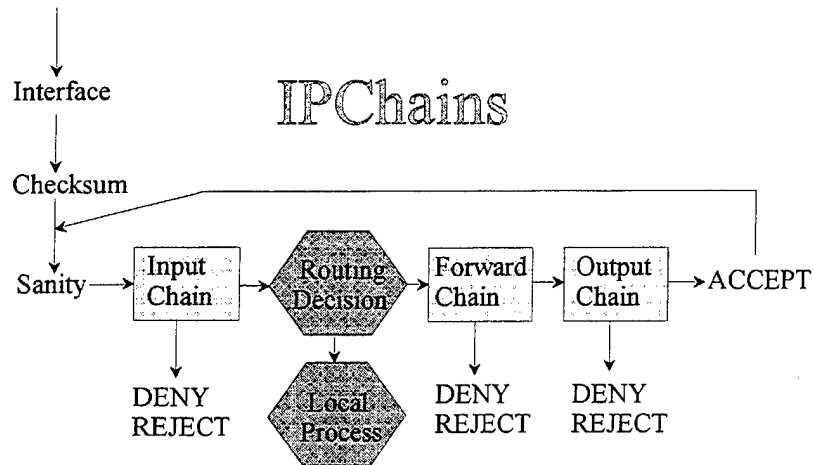 IPChains
Interface
Checksum
Sanity
Input
Chain
Routing
Decision
Forward
Chain
Output
Chain
ACCEPT
DENY
REJECT
Local
Process
DENY
REJECT
DENY
REJECT